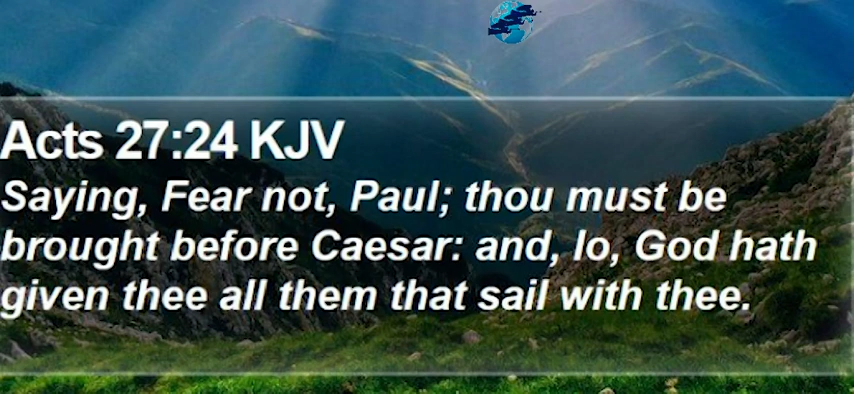 Acts 27:24 KJV
Saying, Fear not, Paul; thou must be
brought before Caesar: and, lo, God hath
given thee all them that sail with thee.